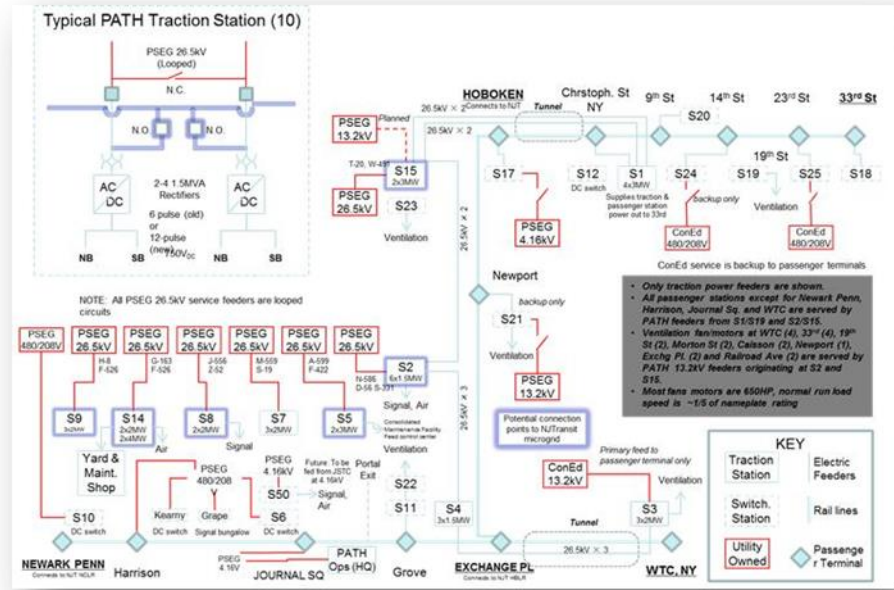 Typical PATH Traction Station (10)
PSEG 26.5kV
(Looped)
N.C.
N.O.
N.O.
AC
DC
2-4 1.5MVA
Rectifiers
6 pulse (old)
or
12-pulse
(new)
750VDC
AC
DC
NB
SB
NB
SB
NOTE: All PSEG 26.5kV service feeders are looped
circuits
HOBOKEN
Connects to NJT
Tunnel
Chrstoph. St
NY
9th St
14th St
23rd St
33rd St
S20
19th St
26.5kV × 2
26.5kV × 2
PSEG
13.2kV
Planned
S15
2x3MW
PSEG
26.5kV
S23
Ventilation
S17
PSEG
4.16kV
S12
DC switch
S1
4x3MW
Supplies traction &
passenger station
power out to 33rd
S24
backup only
ConEd
480/208V
S19
Ventilation
S25
ConEd
480/208V
S18
ConEd service is backup to passenger terminals
26.5kV × 2
Newport
S21
backup only
Ventilation
PSEG
13.2kV
• Only traction power feeders are shown.
• All passenger stations except for Newark Penn,
Harrison, Journal Sq. and WTC are served by
PATH feeders from S1/S19 and S2/S15.
• Ventilation fan/motors at WTC (4), 33rd (4), 19th
St (2), Morton St (2), Caisson (2), Newport (1),
Exchg Pl. (2) and Railroad Ave (2) are served by
PATH 13.2kV feeders originating at S2 and
S15.
• Most fans motors are 650HP, normal run load
speed is ~1/5 of nameplate rating
PSEG
480/208V
PSEG
26.5kV
PSEG
26.5kV
PSEG
26.5kV
PSEG
26.5kV
PSEG
26.5kV
PSEG
26.5kV
H-8
F-526
G-163
F-526
J-556
Z-52
M-559
S-19
A-599
F-422
N-586
S2
6x1.5MW
Signal, Air
S9
3x2MW
S14
2x2MW
2x4MW
Air
S8
2x2MW
Signal
S7
3x2MW
S5
2x3MW
Consolidated
Maintenance Facility
Feed control center
Ventilation
26.5kV × 3
Potential connection
points to NJTransit
microgrid
Yard &
Maint.
Shop
PSEG
480/208
V
PSEG
4.16kV
S50
Future: To be
fed from JSTC
at 4.16kV
Signal,
Air
Portal
Exit
S22
S11
S4
3x1.5MW
ConEd
13.2kV
Primary feed to
passenger terminal only
Ventilation
S3
3x2MW
S10
DC switch
Kearny
DC switch
Grape
Signal bungalow
S6
DC switch
Tunnel
26.5kV × 3
NEWARK PENN
Harrison
JOURNAL SQ
PSEG
4.16V
PATH
Ops (HQ)
Grove
EXCHANGE PL
Connects to NJT HBLR
WTC, NY
KEY
Traction
Station
Electric
Feeders
Switch.
Station
Rail lines
Utility
Owned
Passenge
r Terminal